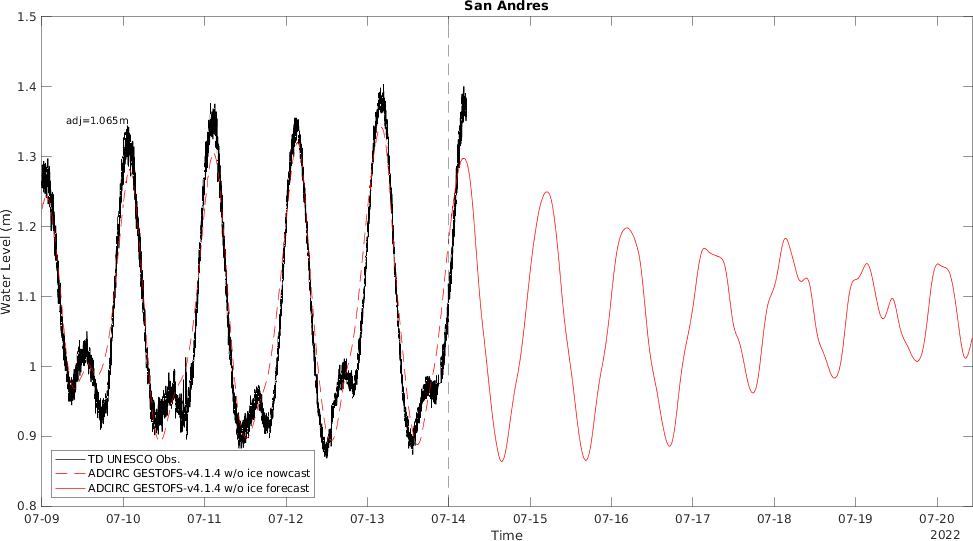 San Andres
1.5
1.4
1.3
1.2
1.1
1
0.9
0.8
Water Level (m)
adj=1.065m
TD UNESCO Obs.
ADCIRC GESTOFS-v4.1.4 w/o ice nowcast
ADCIRC GESTOFS-v4.1.4 w/o ice forecast
07-09 07-10 07-11 07-12 07-13 07-14 07-15 07-16 07-17 07-18 07-19 07-20
Time 2022